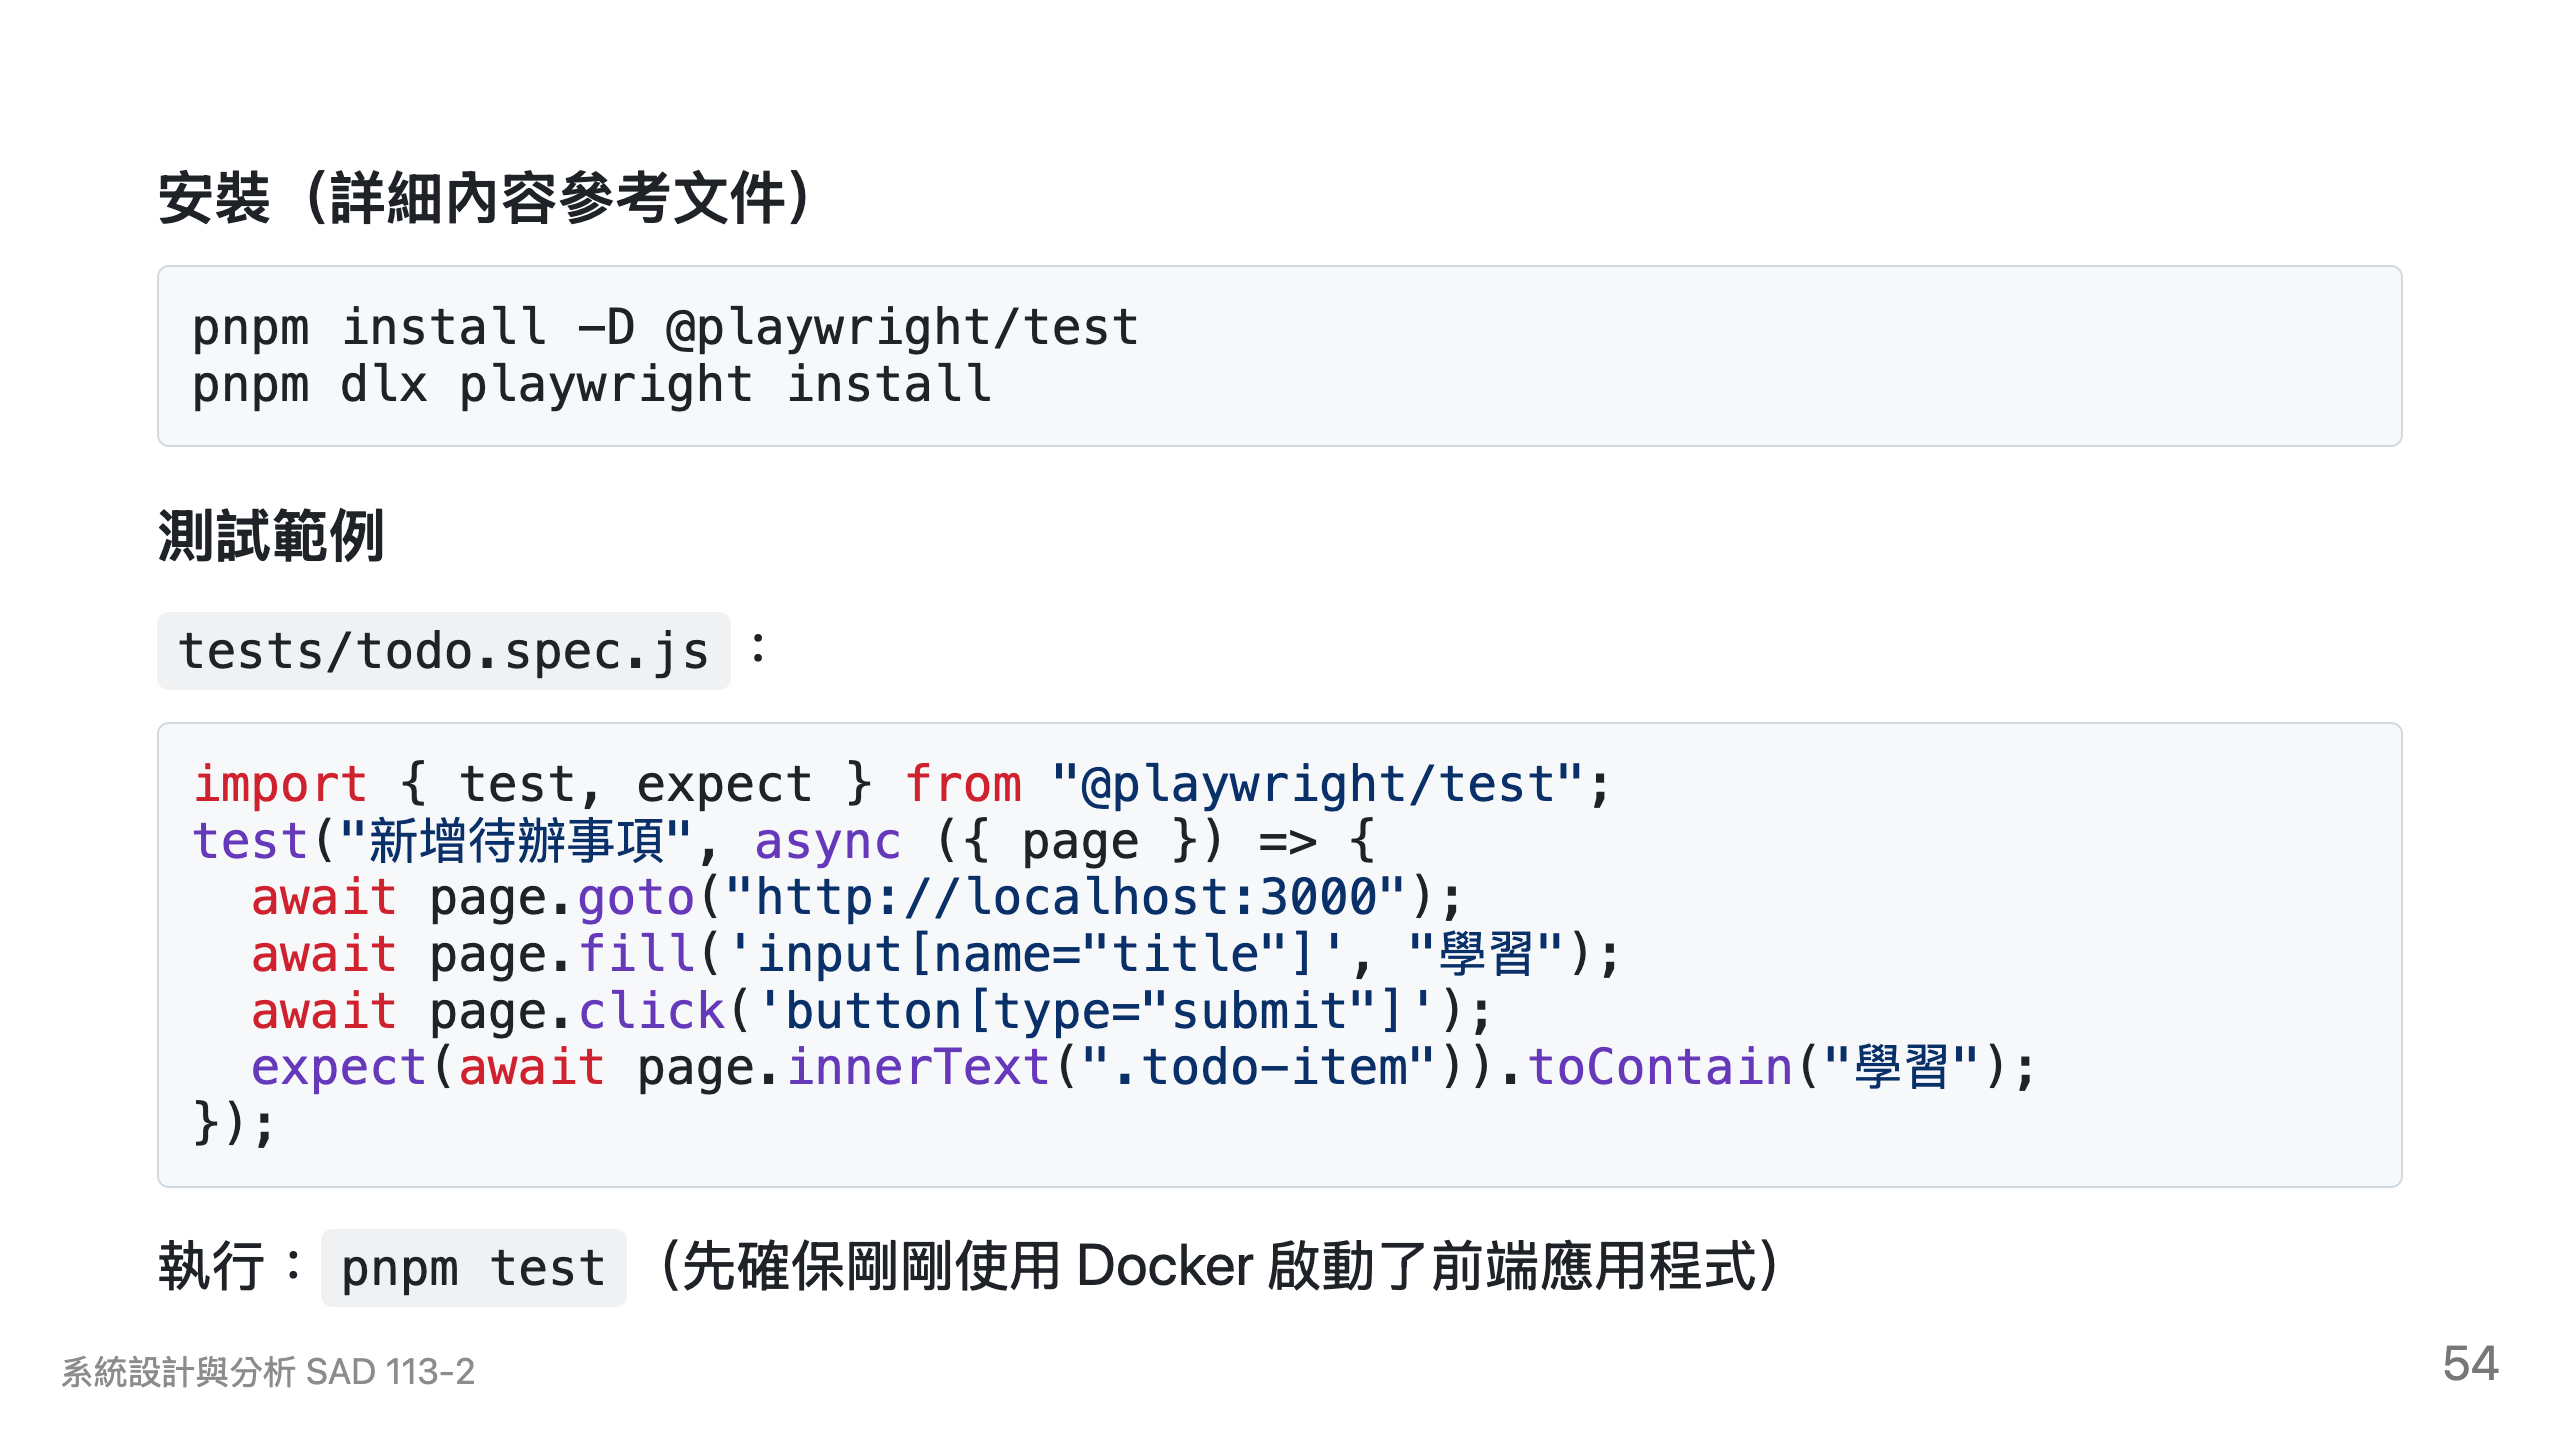 安裝（詳細內容參考文件）
pnpm install -D @playwright/test
pnpm dlx playwright install
測試範例
tests/todo.spec.js：
import { test, expect } from "@playwright/test";
test("新增待辦事項", async ({ page }) => {
  await page.goto("http://localhost:3000");
  await page.fill('input[name="title"]', "學習");
  await page.click('button[type="submit"]');
  expect(await page.innerText(".todo-item")).toContain("學習");
});
執行：pnpm test（先確保剛剛使用 Docker 啟動了前端應用程式）
系統設計與分析 SAD 113-2
54